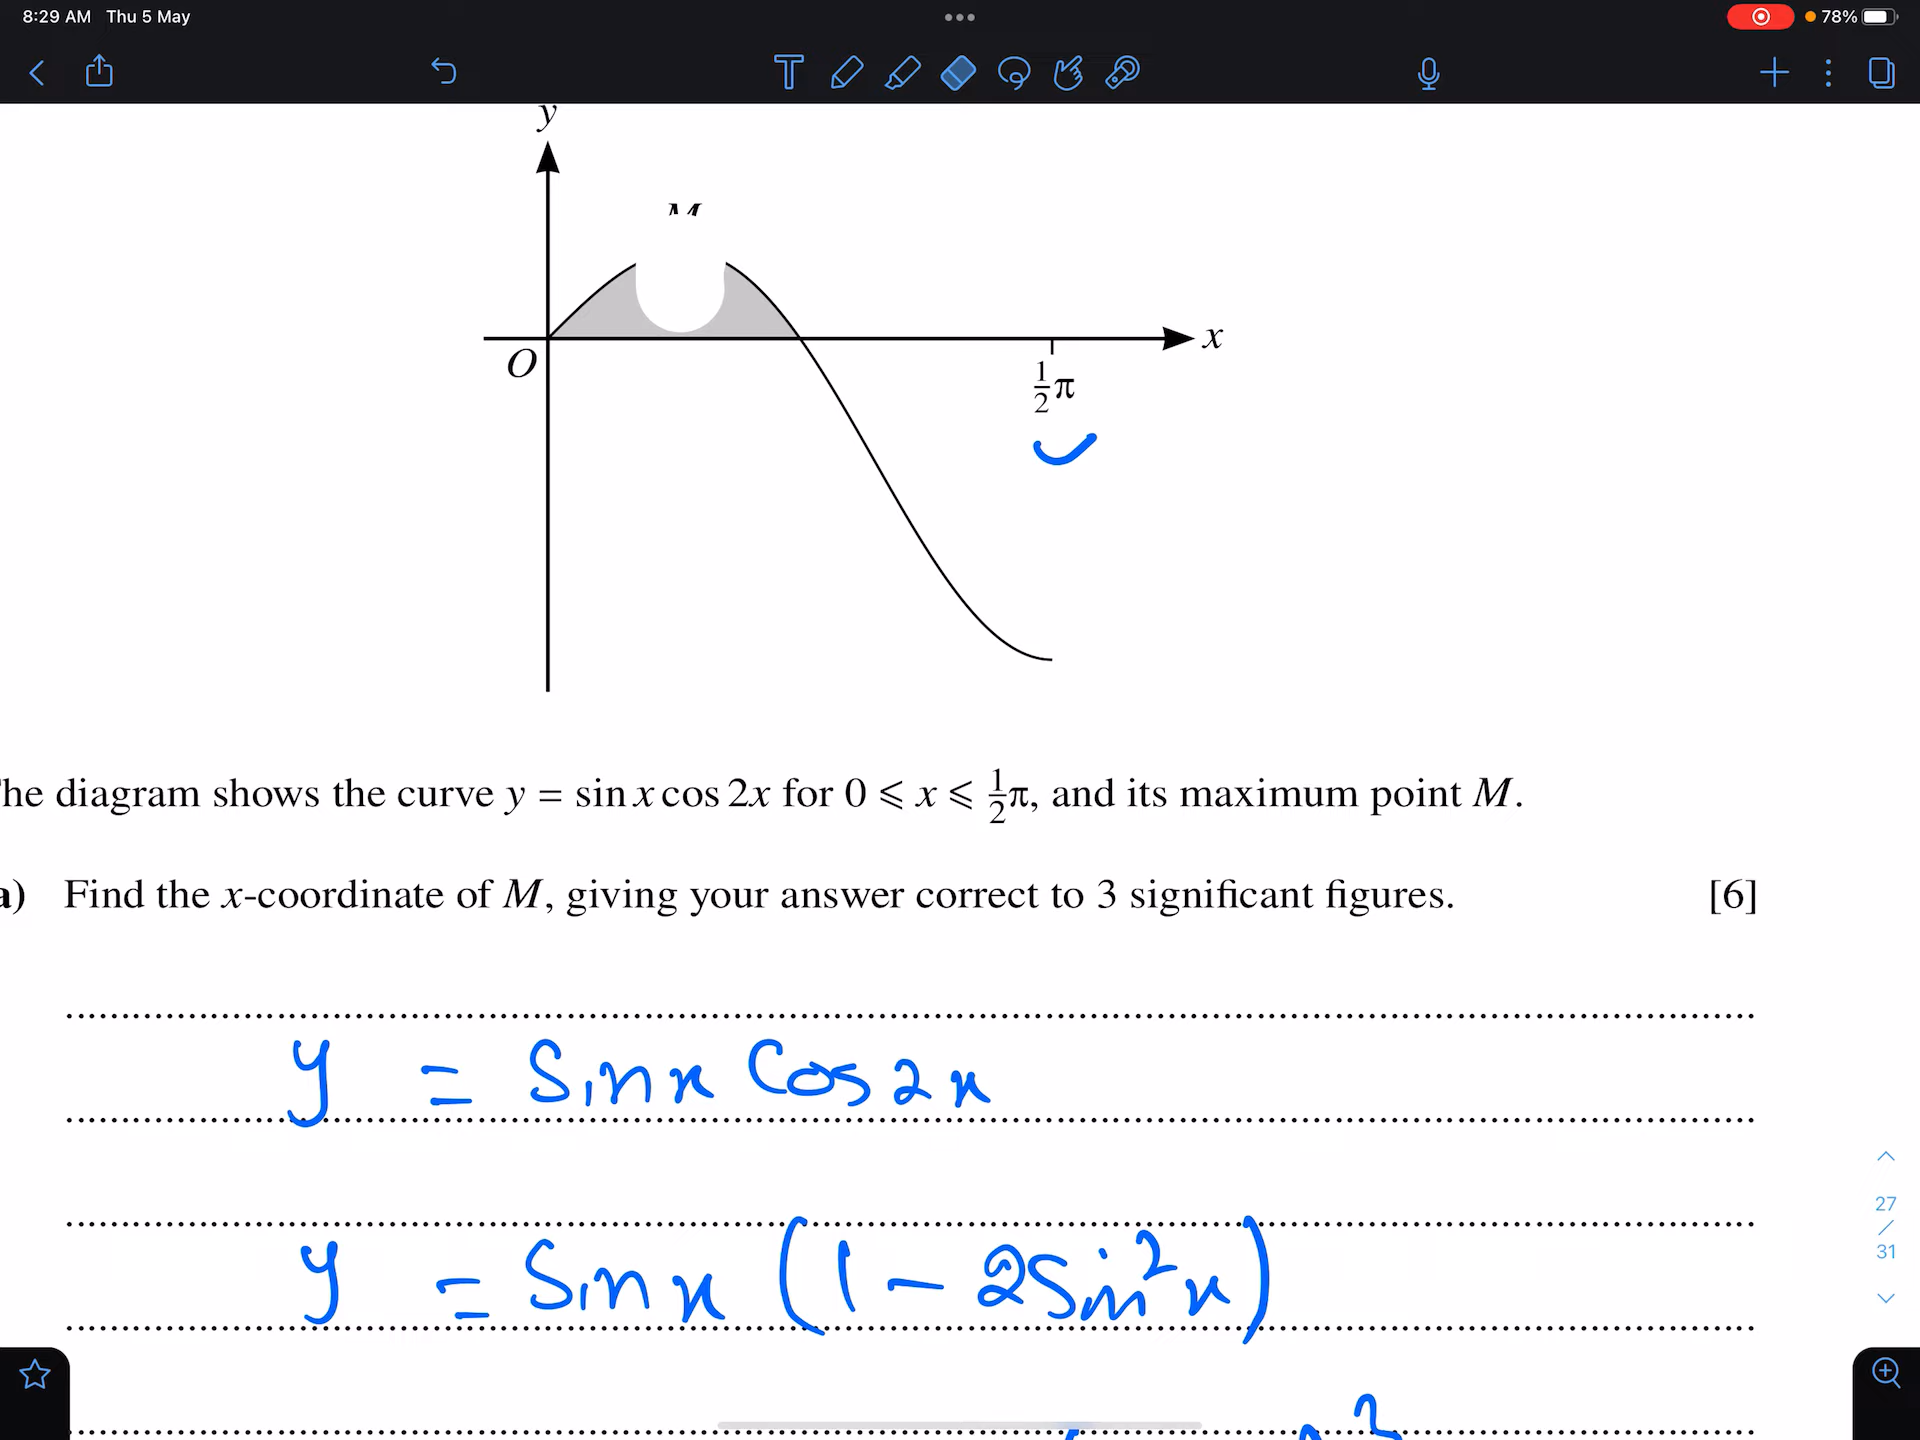 8:29 AM Thu 5 May
78%
T
y
M
x
O
1/2 π
he diagram shows the curve y = sin x cos 2x for 0 ⩽ x ⩽ 1/2 π, and its maximum point M.
a) Find the x-coordinate of M, giving your answer correct to 3 significant figures. [6]
y = Sin x Cos 2x
y = Sin x (1 - 2Sin²x)
27
/
31